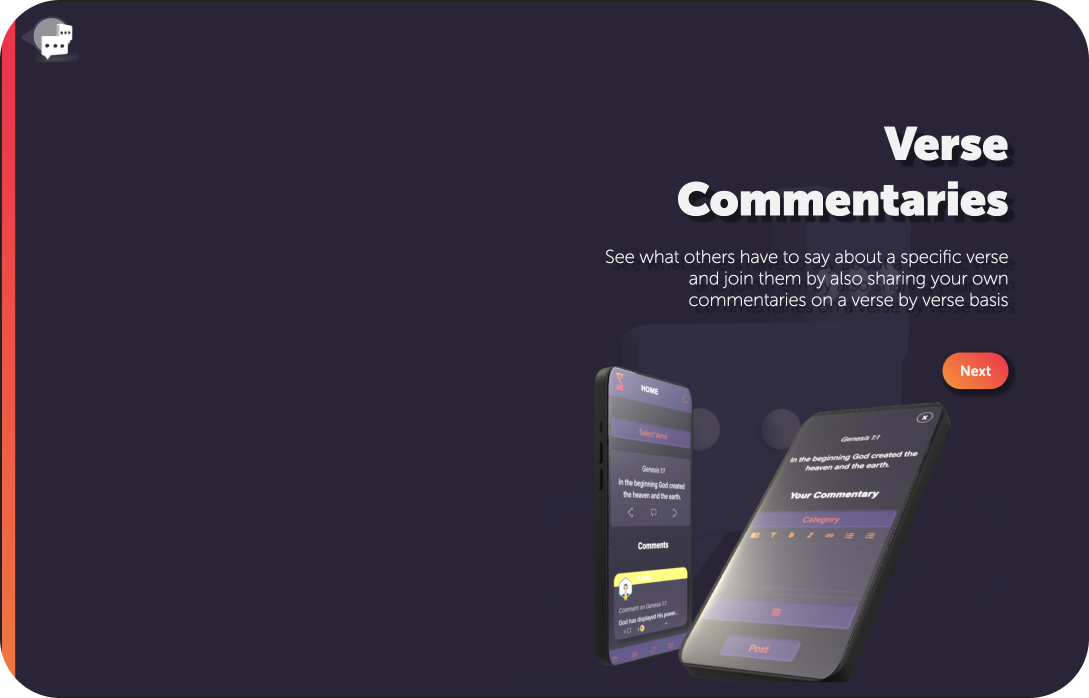 Verse
Commentaries
See what others have to say about a specific verse
and join them by also sharing your own
commentaries on a verse by verse basis
Next
HOME
Select Verse
Genesis 1:1
In the beginning God created
the heaven and the earth.
Comments
Comment on Genesis 1:1
God has displayed His power...
Genesis 1:1
In the beginning God created the
heaven and the earth.
Your Commentary
Category
Post